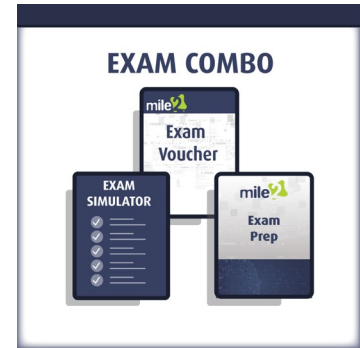 EXAM COMBO
mile2
Exam
Voucher
EXAM
SIMULATOR
mile2
Exam
Prep